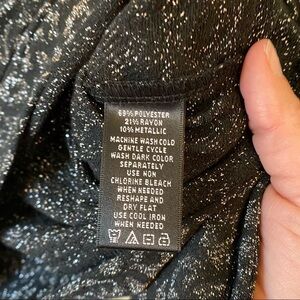 69% POLYESTER
21% RAYON
10% METALLIC
MACHINE WASH COLD
GENTLE CYCLE
WASH DARK COLOR
SEPARATELY
USE NON
CHLORINE BLEACH
WHEN NEEDED
RESHAPE AND
DRY FLAT
USE COOL IRON
WHEN NEEDED